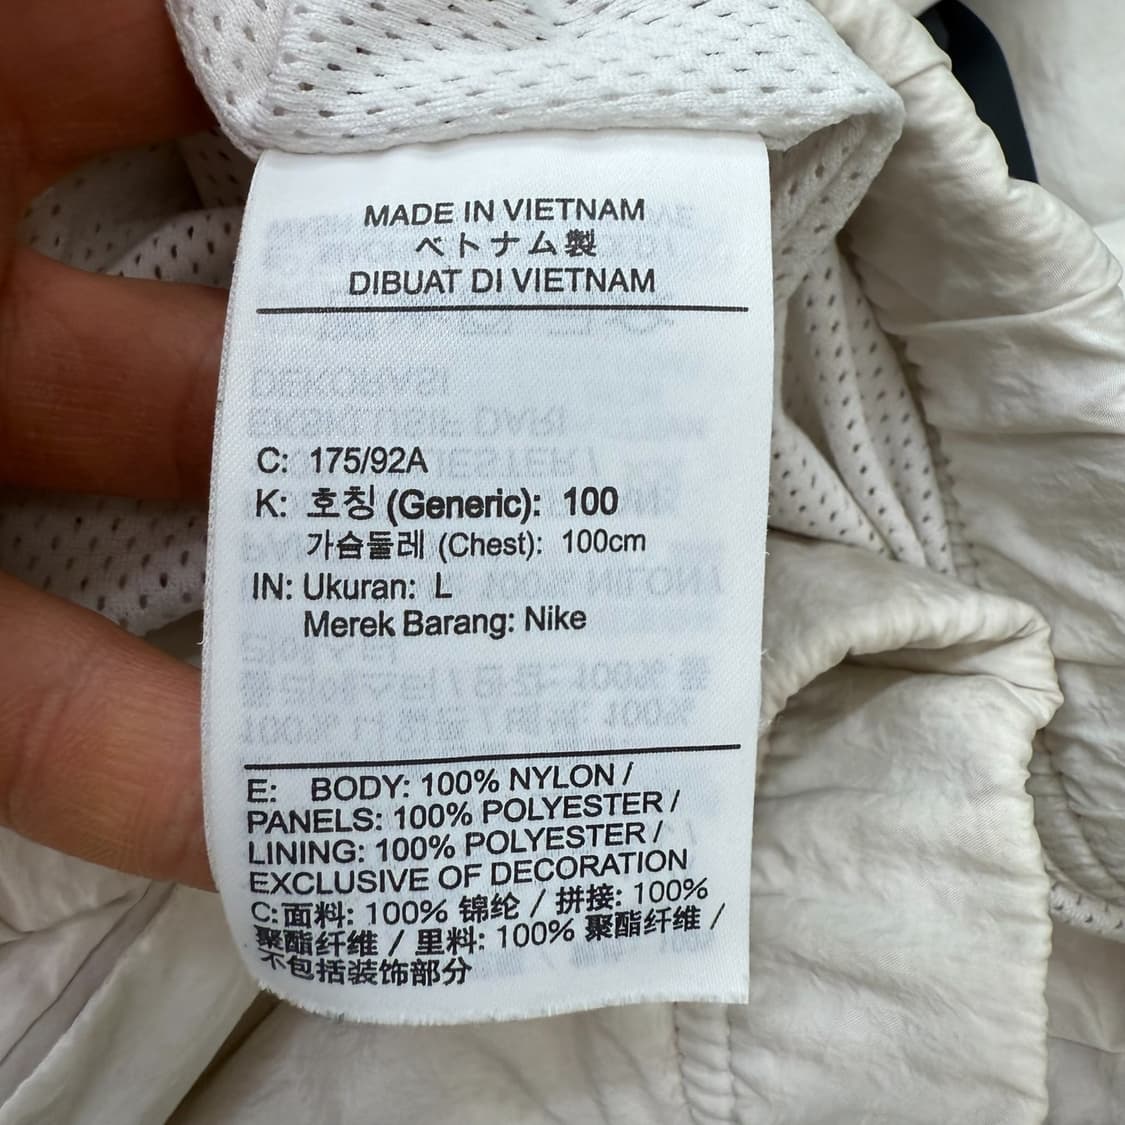 MADE IN VIETNAM
ベトナム製
DIBUAT DI VIETNAM
C: 175/92A
K: 호칭 (Generic): 100
가슴둘레 (Chest): 100cm
IN: Ukuran: L
Merek Barang: Nike
E: BODY: 100% NYLON /
PANELS: 100% POLYESTER /
LINING: 100% POLYESTER /
EXCLUSIVE OF DECORATION
C: 面料: 100% 锦纶 / 拼接: 100%
聚酯纤维 / 里料: 100% 聚酯纤维 /
不包括装饰部分